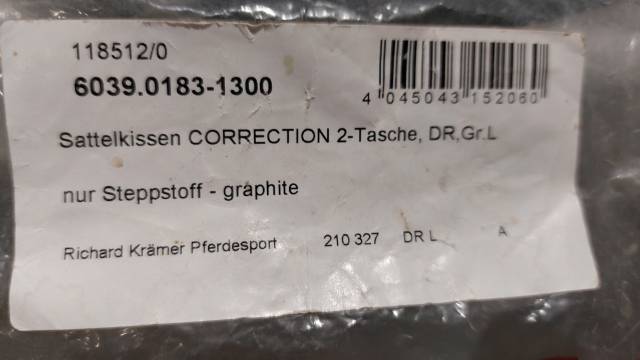 118512/0
6039.0183-1300
4 045043 152060
Sattelkissen CORRECTION 2-Tasche, DR,Gr.L
nur Steppstoff - graphite
Richard Krämer Pferdesport 210 327 DR L A